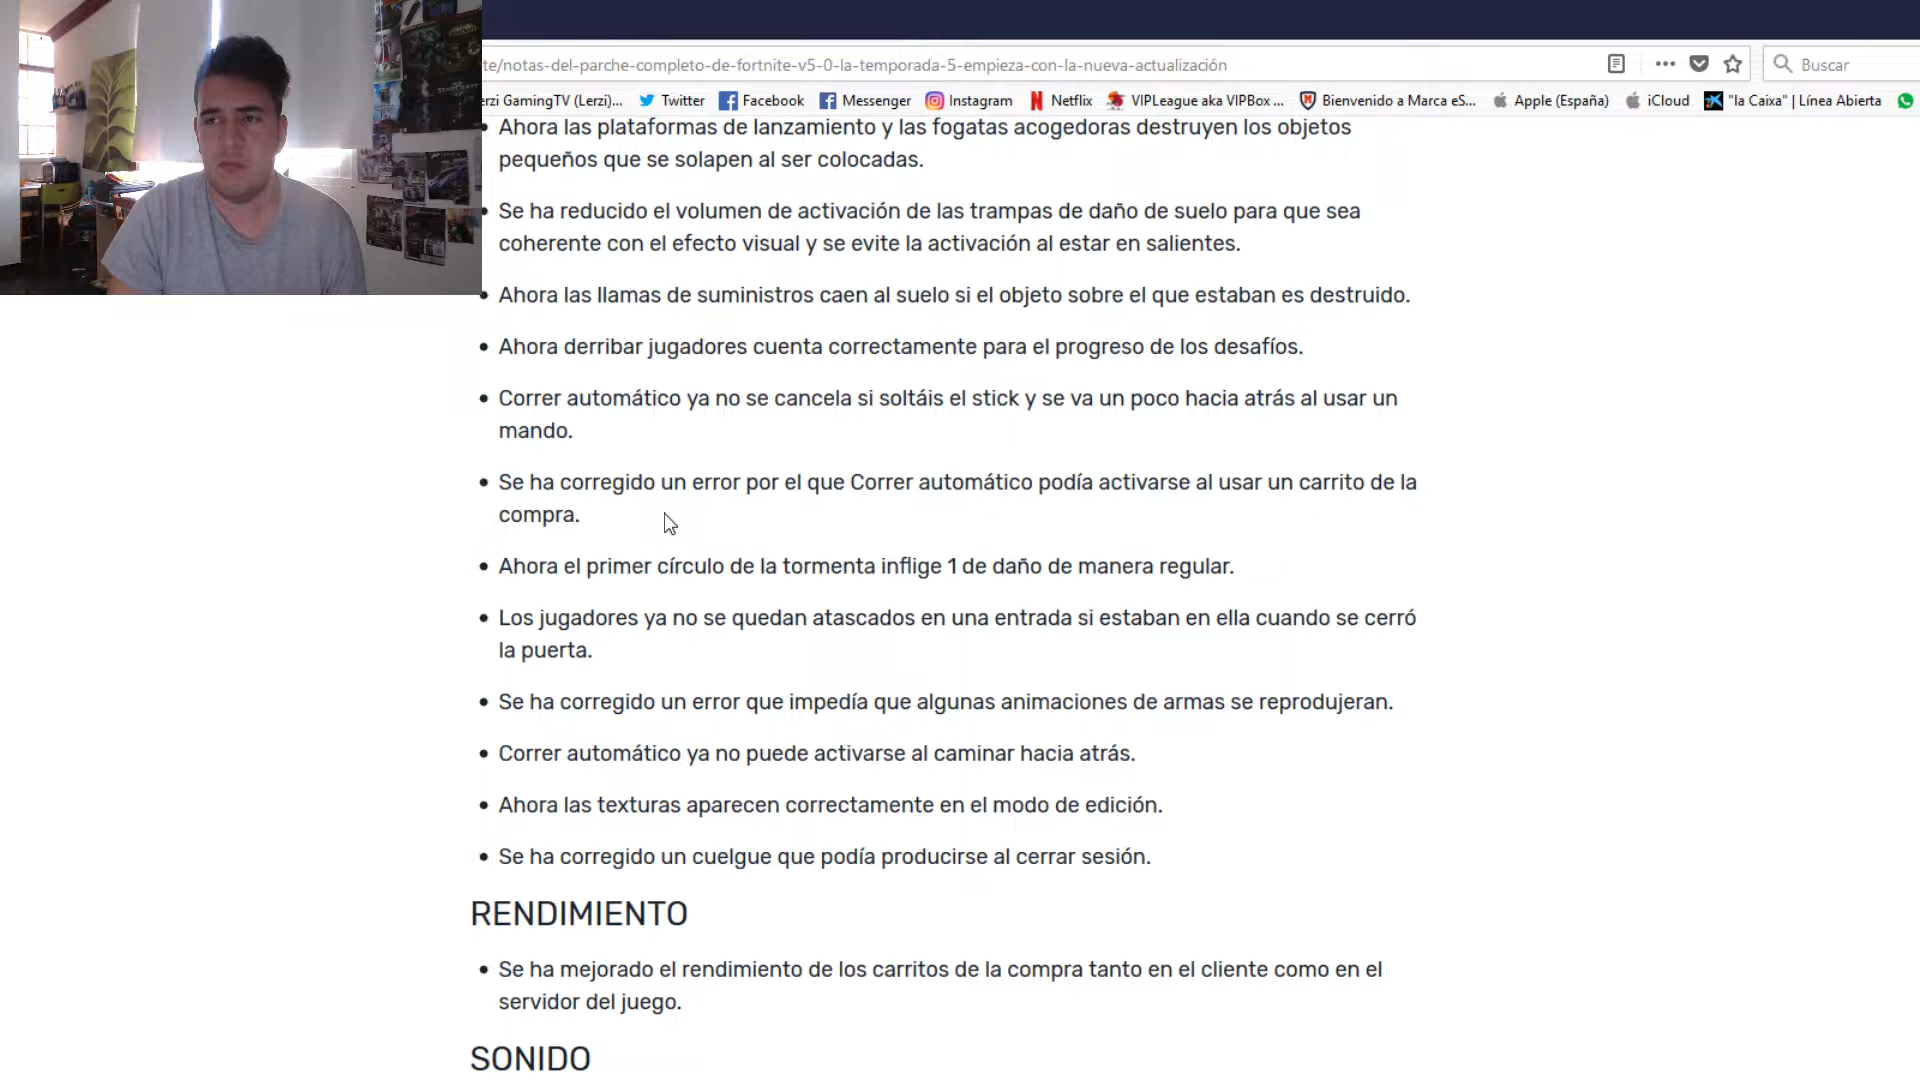 te/notas-del-parche-completo-de-fortnite-v5-0-la-temporada-5-empieza-con-la-nueva-actualización
Buscar
erzi GamingTV (Lerzi)... Twitter Facebook Messenger Instagram Netflix VIPLeague aka VIPBox ... Bienvenido a Marca eS... Apple (España) iCloud "la Caixa" | Línea Abierta
Ahora las plataformas de lanzamiento y las fogatas acogedoras destruyen los objetos
pequeños que se solapen al ser colocadas.
Se ha reducido el volumen de activación de las trampas de daño de suelo para que sea
coherente con el efecto visual y se evite la activación al estar en salientes.
Ahora las llamas de suministros caen al suelo si el objeto sobre el que estaban es destruido.
Ahora derribar jugadores cuenta correctamente para el progreso de los desafíos.
Correr automático ya no se cancela si soltáis el stick y se va un poco hacia atrás al usar un
mando.
Se ha corregido un error por el que Correr automático podía activarse al usar un carrito de la
compra.
Ahora el primer círculo de la tormenta inflige 1 de daño de manera regular.
Los jugadores ya no se quedan atascados en una entrada si estaban en ella cuando se cerró
la puerta.
Se ha corregido un error que impedía que algunas animaciones de armas se reprodujeran.
Correr automático ya no puede activarse al caminar hacia atrás.
Ahora las texturas aparecen correctamente en el modo de edición.
Se ha corregido un cuelgue que podía producirse al cerrar sesión.
RENDIMIENTO
Se ha mejorado el rendimiento de los carritos de la compra tanto en el cliente como en el
servidor del juego.
SONIDO